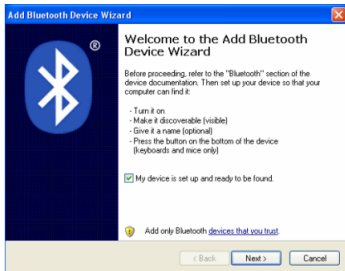 Add Bluetooth Device Wizard
®
Welcome to the Add Bluetooth
Device Wizard
Before proceeding, refer to the "Bluetooth" section of the
device documentation. Then set up your device so that your
computer can find it:
- Turn it on
- Make it discoverable (visible)
- Give it a name (optional)
- Press the button on the bottom of the device
(keyboards and mice only)
My device is set up and ready to be found.
Add only Bluetooth devices that you trust.
< Back Next > Cancel